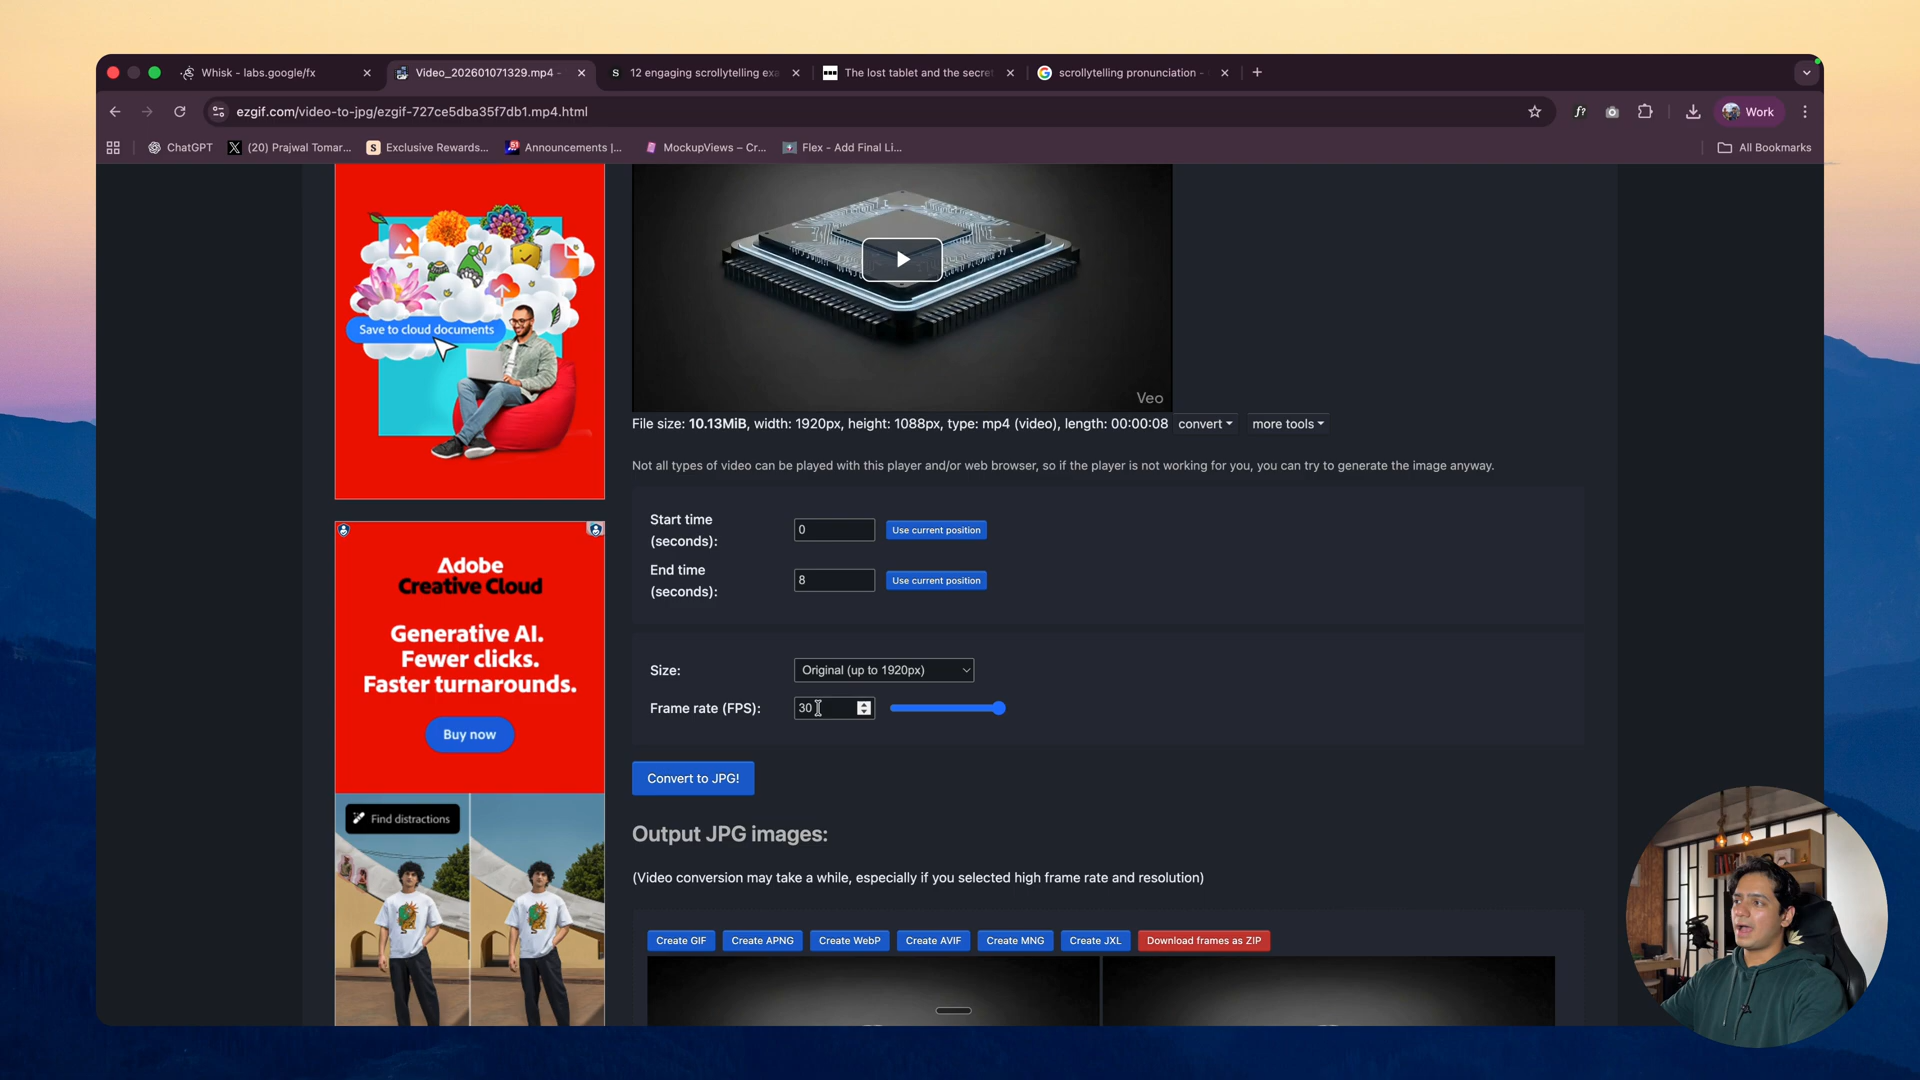 Whisk - labs.google/fx
Video_202601071329.mp4 -
S 12 engaging scrollytelling exa
The lost tablet and the secret
scrollytelling pronunciation -
ezgif.com/video-to-jpg/ezgif-727ce5dba35f7db1.mp4.html
f?
Work
ChatGPT
(20) Prajwal Tomar...
S Exclusive Rewards...
51 Announcements |...
MockupViews – Cr...
Flex - Add Final Li...
All Bookmarks
Save to cloud documents
Veo
File size: 10.13MiB, width: 1920px, height: 1088px, type: mp4 (video), length: 00:00:08 convert more tools
Not all types of video can be played with this player and/or web browser, so if the player is not working for you, you can try to generate the image anyway.
Start time
(seconds):
0
Use current position
End time
(seconds):
8
Use current position
Size:
Original (up to 1920px)
Frame rate (FPS):
30
Convert to JPG!
Output JPG images:
(Video conversion may take a while, especially if you selected high frame rate and resolution)
Create GIF Create APNG Create WebP Create AVIF Create MNG Create JXL Download frames as ZIP
Adobe
Creative Cloud
Generative AI.
Fewer clicks.
Faster turnarounds.
Buy now
Find distractions